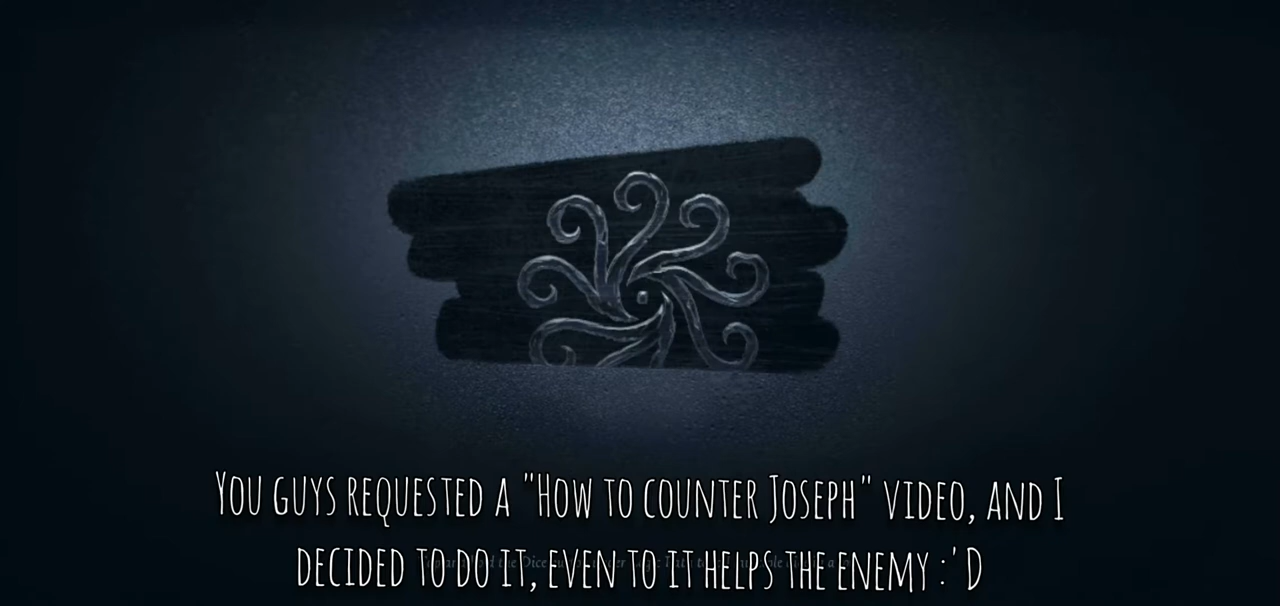 You guys requested a "How to counter Joseph" video, and I
decided to do it, even to it helps the enemy :'D